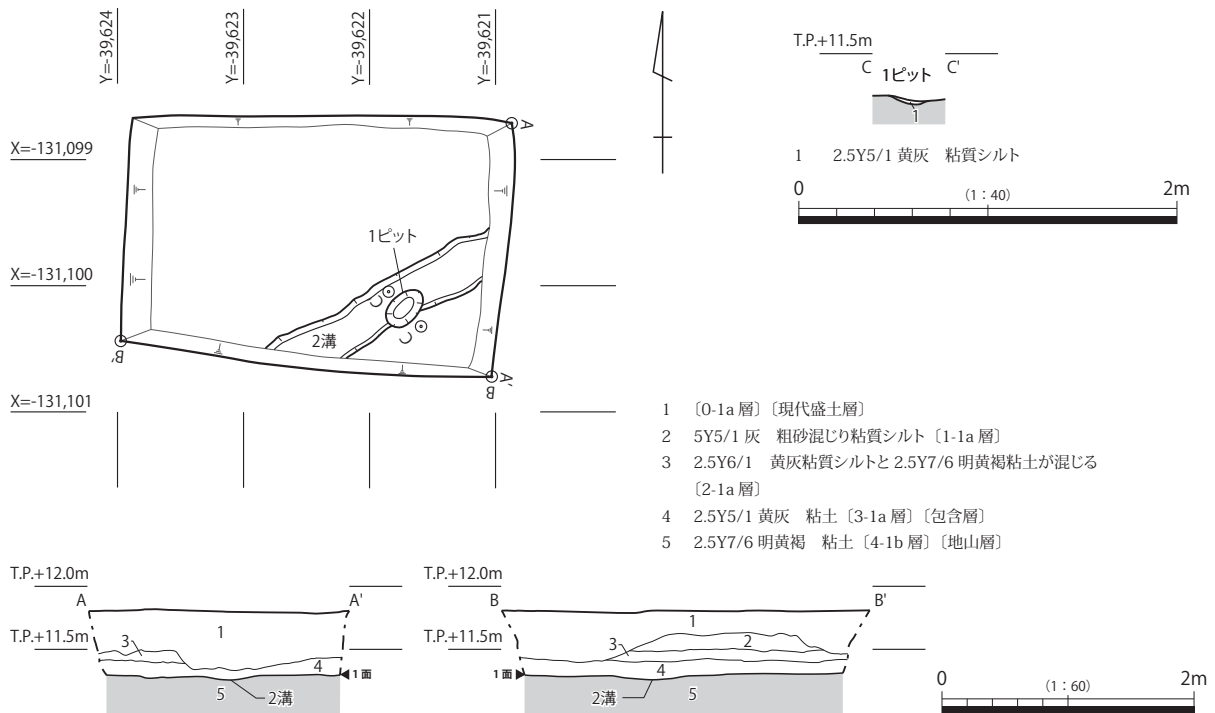 Y=-39,624
Y=-39,623
Y=-39,622
Y=-39,621
X=-131,099
X=-131,100
X=-131,101
A
A'
B
B'
1ピット
2溝
T.P.+11.5m
C
1ピット
C'
1
1 2.5Y5/1 黄灰 粘質シルト
0
(1：40)
2m
1 〔0-1a 層〕〔現代盛土層〕
2 5Y5/1 灰 粗砂混じり粘質シルト〔1-1a 層〕
3 2.5Y6/1 黄灰粘質シルトと 2.5Y7/6 明黄褐粘土が混じる
〔2-1a 層〕
4 2.5Y5/1 黄灰 粘土〔3-1a 層〕〔包含層〕
5 2.5Y7/6 明黄褐 粘土〔4-1b 層〕〔地山層〕
T.P.+12.0m
A
A'
T.P.+11.5m
1
3
4
1 面
5
2溝
T.P.+12.0m
B
B'
T.P.+11.5m
1
3
2
1 面
4
2溝
5
0
(1：60)
2m